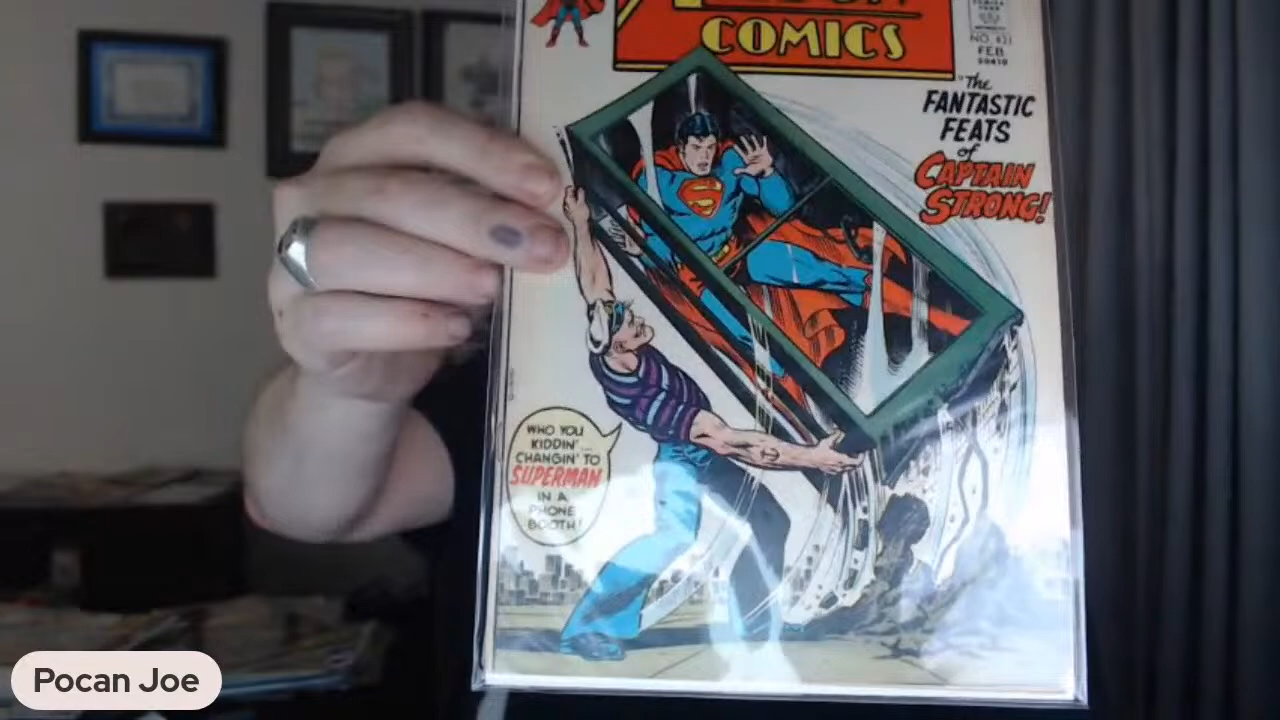 COMICS
NO. 421
FEB
30410
"The
FANTASTIC
FEATS
of
CAPTAIN
STRONG!
WHO YOU
KIDDIN'...
CHANGIN' TO
SUPERMAN
IN A
PHONE
BOOTH!
Pocan Joe